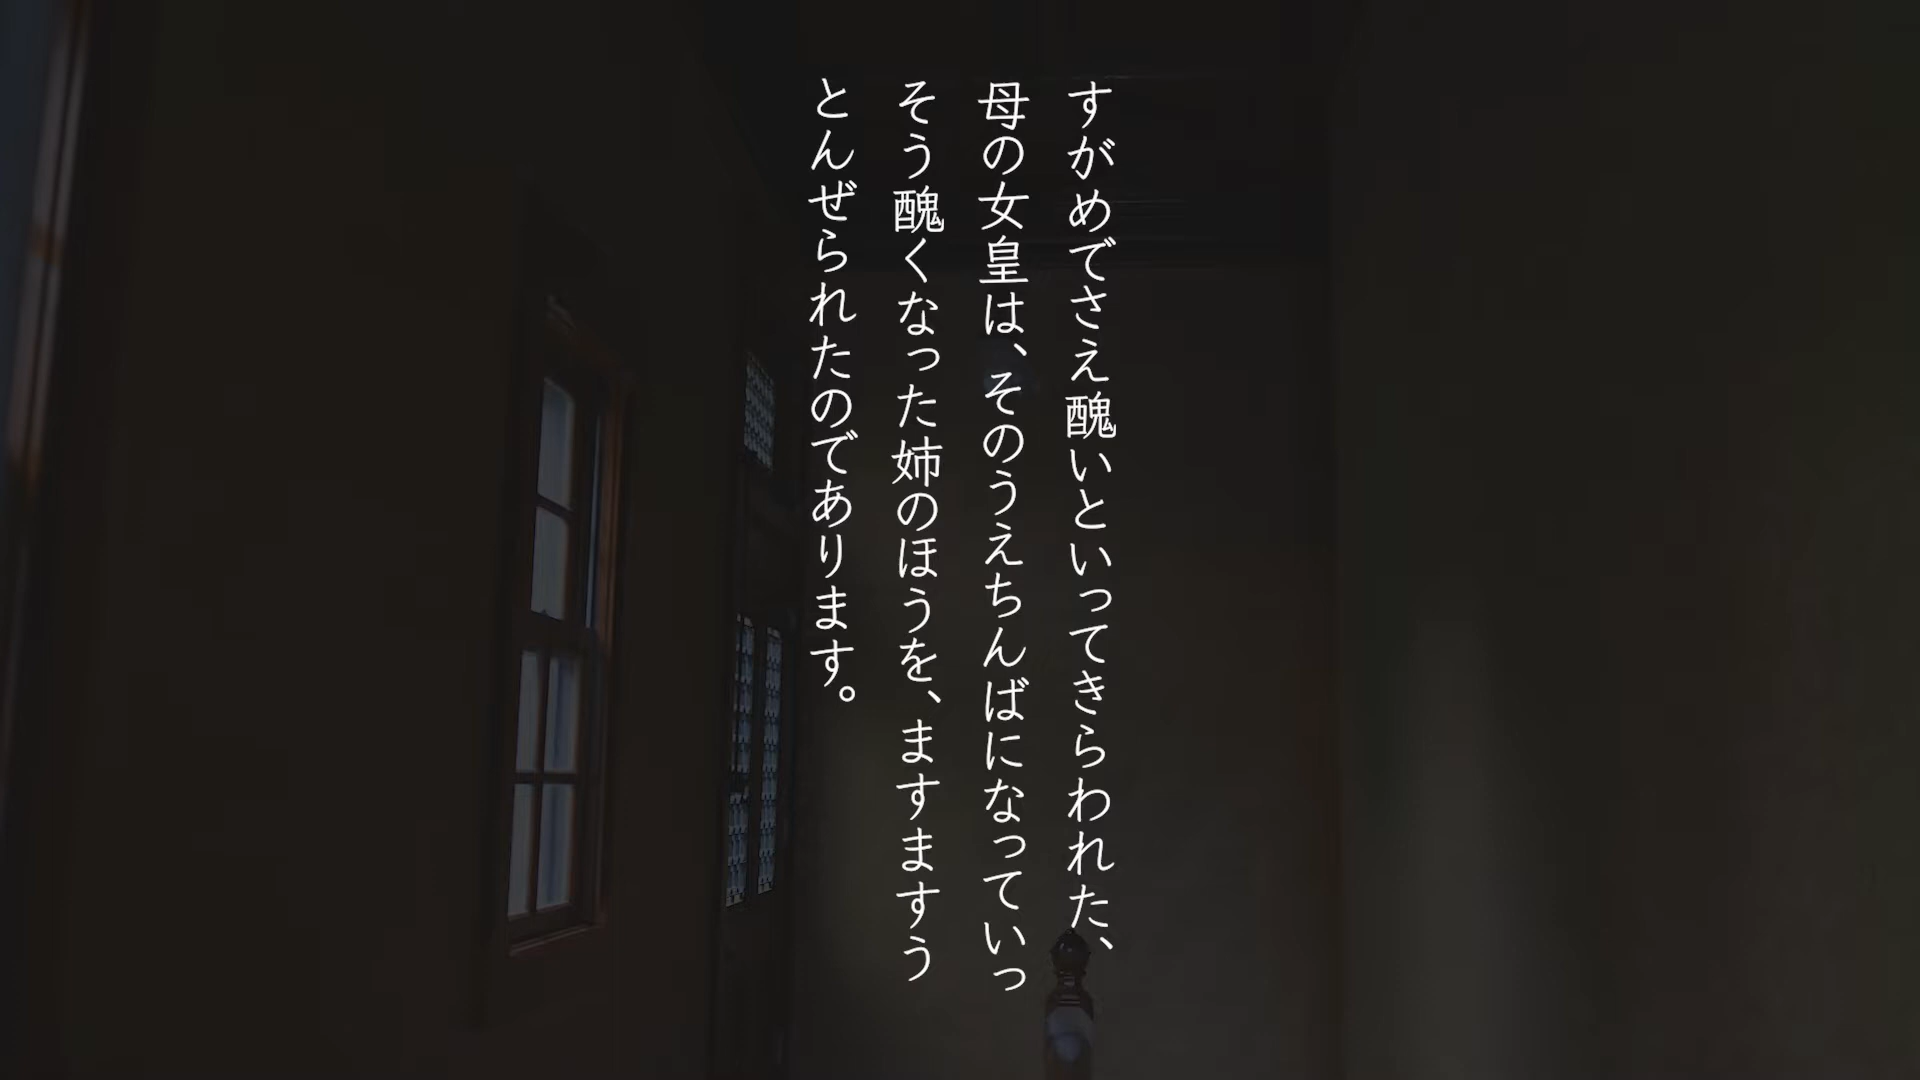 すがめでさえ醜いといってきらわれた、
母の女皇は、そのうえちんばになっていっ
そう醜くなった姉のほうを、ますますう
とんぜられたのであります。